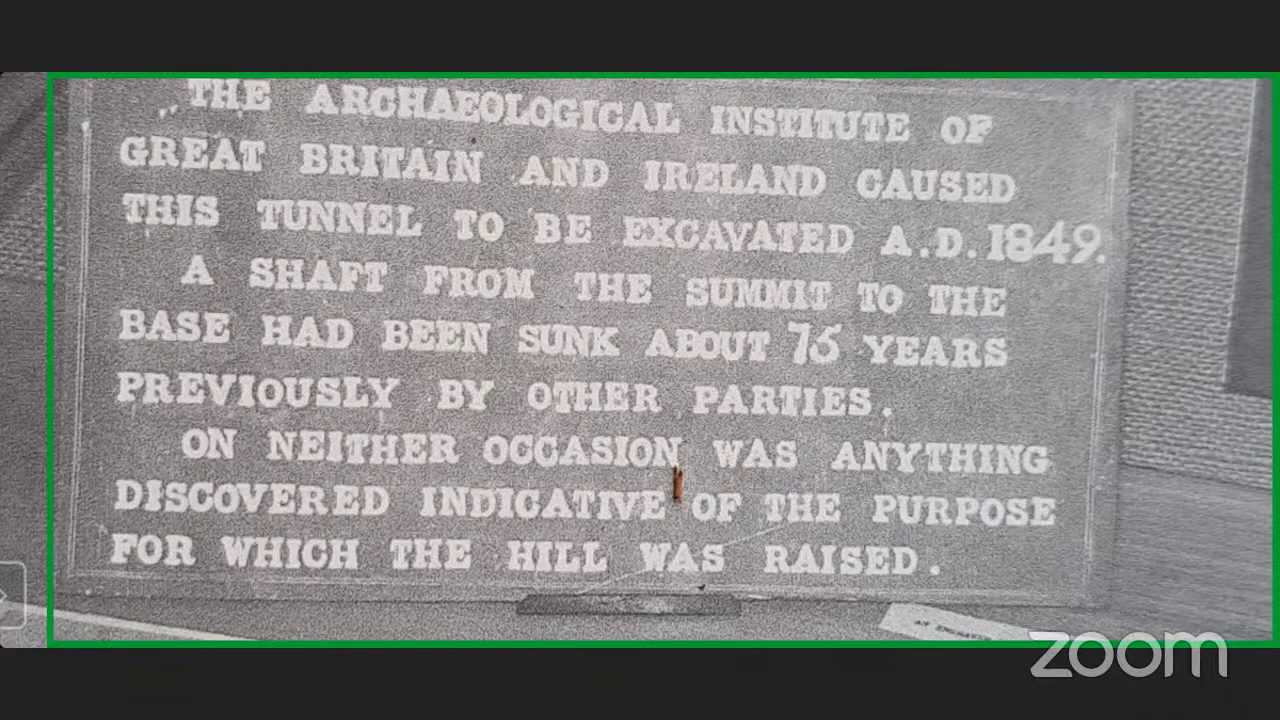 THE ARCHAEOLOGICAL INSTITUTE OF
GREAT BRITAIN AND IRELAND CAUSED
THIS TUNNEL TO BE EXCAVATED A.D. 1849.
A SHAFT FROM THE SUMMIT TO THE
BASE HAD BEEN SUNK ABOUT 75 YEARS
PREVIOUSLY BY OTHER PARTIES.
ON NEITHER OCCASION WAS ANYTHING
DISCOVERED INDICATIVE OF THE PURPOSE
FOR WHICH THE HILL WAS RAISED.
AN
zoom